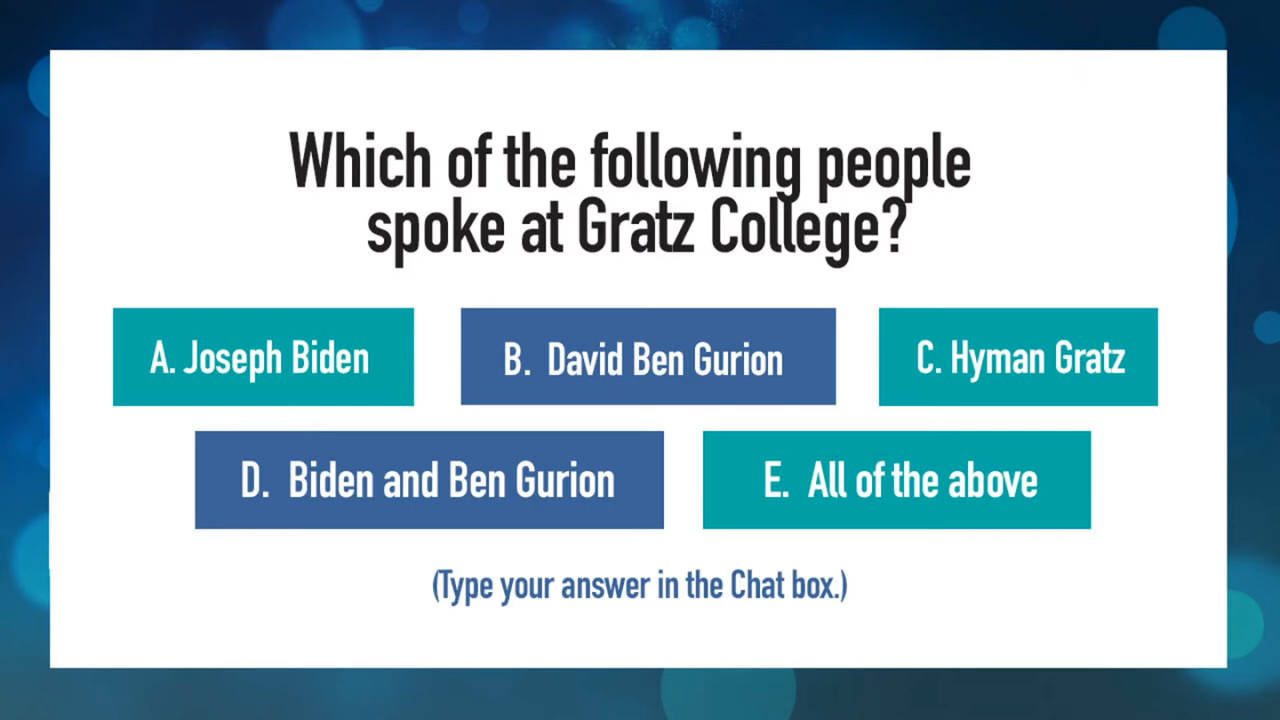 Which of the following people
spoke at Gratz College?
A. Joseph Biden
B. David Ben Gurion
C. Hyman Gratz
D. Biden and Ben Gurion
E. All of the above
(Type your answer in the Chat box.)